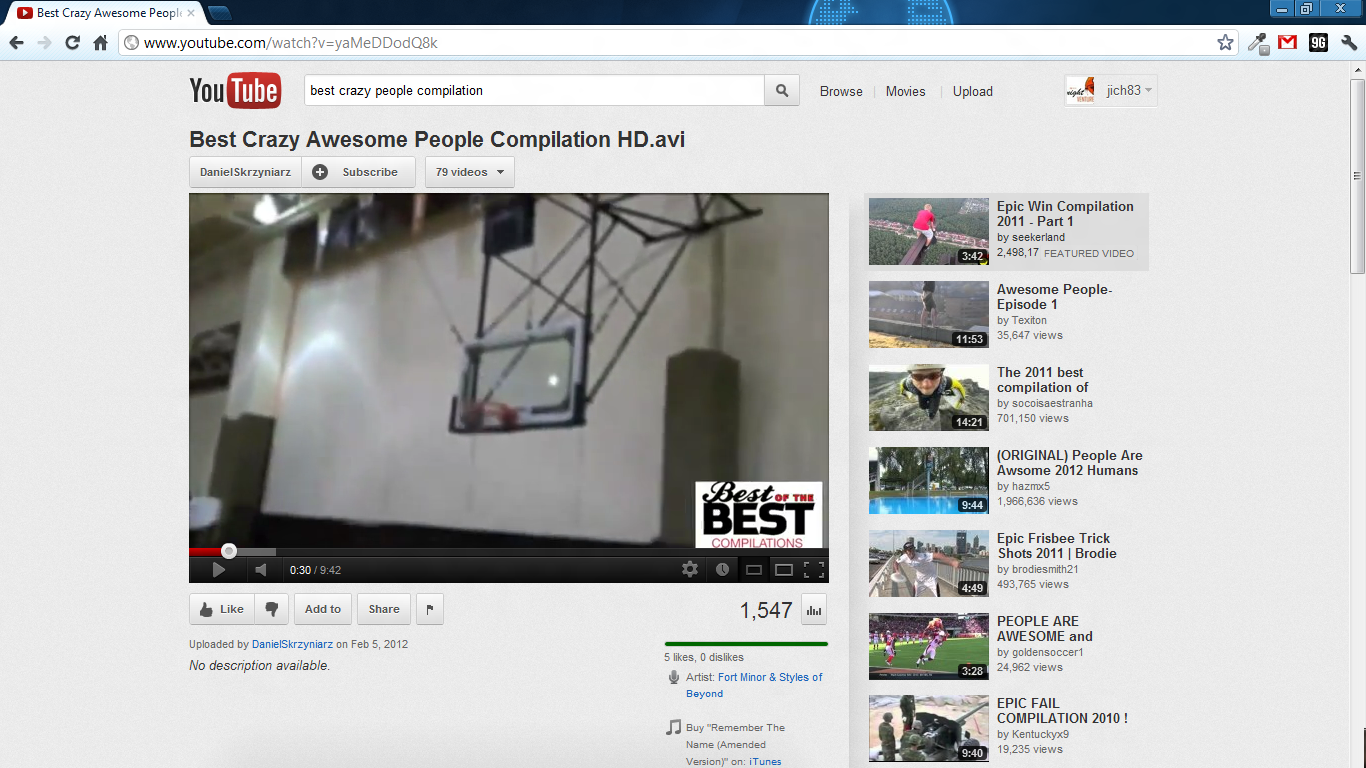 Best Crazy Awesome Peopl
www.youtube.com/watch?v=yaMeDDodQ8k
9G
YouTube
best crazy people compilation
Browse
Movies
Upload
jich83
Best Crazy Awesome People Compilation HD.avi
DanielSkrzyniarz
Subscribe
79 videos
Best OF THE
BEST
COMPILATIONS
0:30 / 9:42
Like
Add to
Share
1,547
Uploaded by DanielSkrzyniarz on Feb 5, 2012
No description available.
5 likes, 0 dislikes
Artist: Fort Minor & Styles of
Beyond
Buy "Remember The
Name (Amended
Version)" on: iTunes
3:42
Epic Win Compilation
2011 - Part 1
by seekerland
2,498,17 FEATURED VIDEO
11:53
Awesome People-
Episode 1
by Texiton
35,647 views
14:21
The 2011 best
compilation of
by socoisaestranha
701,150 views
9:44
(ORIGINAL) People Are
Awsome 2012 Humans
by hazmx5
1,966,636 views
4:49
Epic Frisbee Trick
Shots 2011 | Brodie
by brodiesmith21
493,765 views
3:28
PEOPLE ARE
AWESOME and
by goldensoccer1
24,962 views
9:40
EPIC FAIL
COMPILATION 2010 !
by Kentuckyx9
19,235 views